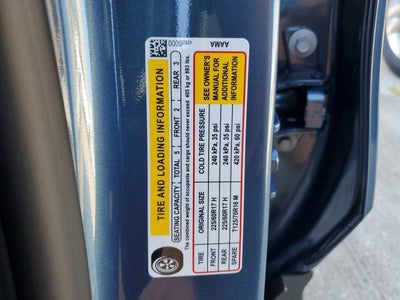 TIRE AND LOADING INFORMATION
SEATING CAPACITY TOTAL 5 FRONT 2 REAR 3
The combined weight of occupants and cargo should never exceed 405 kg or 893 lbs.
TIRE ORIGINAL SIZE COLD TIRE PRESSURE
FRONT 225/60R17 H 240 kPa, 35 psi
REAR 225/60R17 H 240 kPa, 35 psi
SPARE T125/70R16 M 420 kPa, 60 psi
SEE OWNER'S
MANUAL FOR
ADDITIONAL
INFORMATION
AAMA